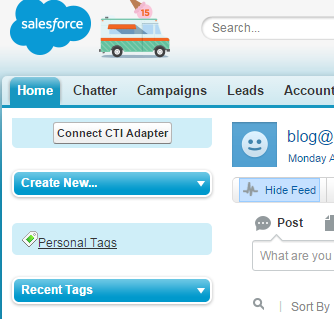 salesforce
15
Search...
Home Chatter Campaigns Leads Accoun
Connect CTI Adapter
Create New...
Personal Tags
Recent Tags
blog@
Monday A
Hide Feed
Post
What are you
Sort By